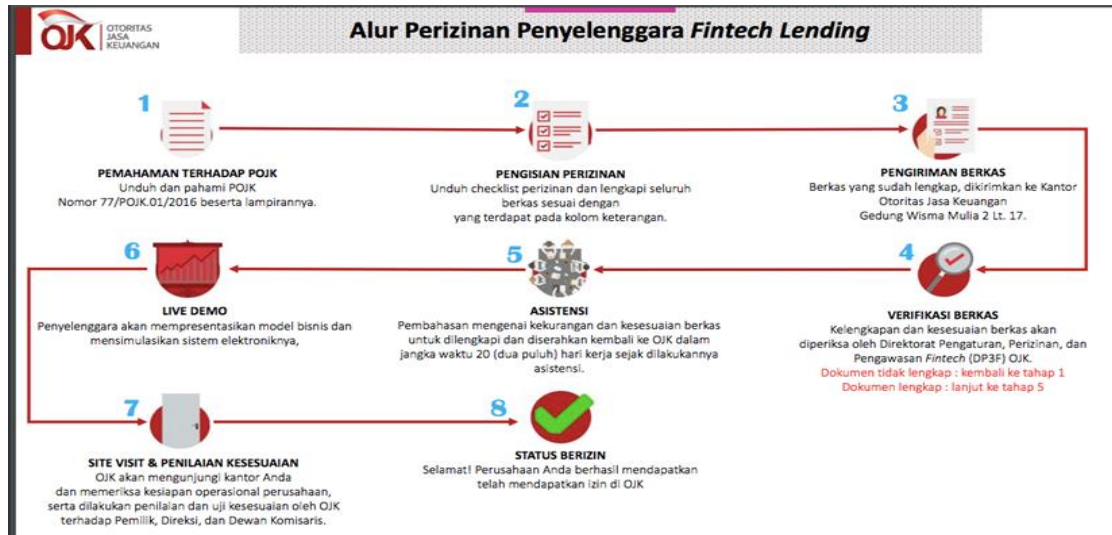 OJK
OTORITAS
JASA
KEUANGAN
Alur Perizinan Penyelenggara Fintech Lending
1
PEMAHAMAN TERHADAP POJK
Unduh dan pahami POJK
Nomor 77/POJK.01/2016 beserta lampirannya.
2
PENGISIAN PERIZINAN
Unduh checklist perizinan dan lengkapi seluruh
berkas sesuai dengan
yang terdapat pada kolom keterangan.
3
PENGIRIMAN BERKAS
Berkas yang sudah lengkap, dikirimkan ke Kantor
Otoritas Jasa Keuangan
Gedung Wisma Mulia 2 Lt. 17.
4
VERIFIKASI BERKAS
Kelengkapan dan kesesuaian berkas akan
diperiksa oleh Direktorat Pengaturan, Perizinan, dan
Pengawasan Fintech (DP3F) OJK.
Dokumen tidak lengkap : kembali ke tahap 1
Dokumen lengkap : lanjut ke tahap 5
5
ASISTENSI
Pembahasan mengenai kekurangan dan kesesuaian berkas
untuk dilengkapi dan diserahkan kembali ke OJK dalam
jangka waktu 20 (dua puluh) hari kerja sejak dilakukannya
asistensi.
6
LIVE DEMO
Penyelenggara akan mempresentasikan model bisnis dan
mensimulasikan sistem elektroniknya,
7
SITE VISIT & PENILAIAN KESESUAIAN
OJK akan mengunjungi kantor Anda
dan memeriksa kesiapan operasional perusahaan,
serta dilakukan penilaian dan uji kesesuaian oleh OJK
terhadap Pemilik, Direksi, dan Dewan Komisaris.
8
STATUS BERIZIN
Selamat! Perusahaan Anda berhasil mendapatkan
telah mendapatkan izin di OJK